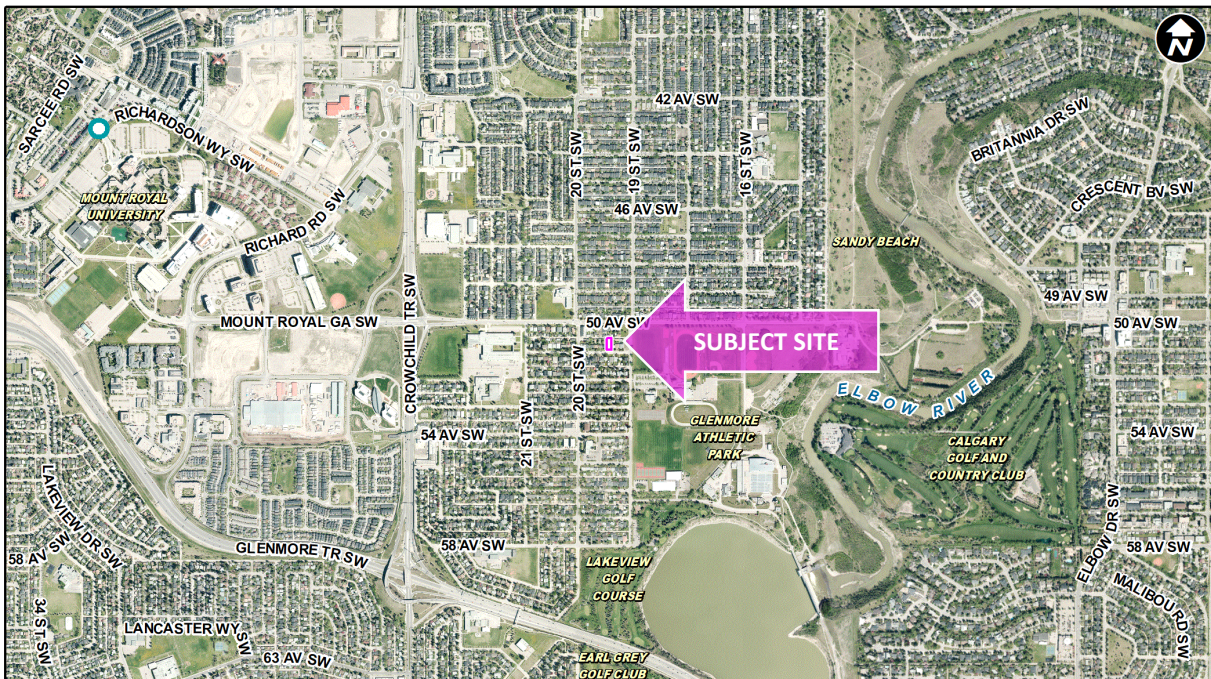 N
SARCEE RD SW
RICHARDSON WY SW
42 AV SW
20 ST SW
19 ST SW
16 ST SW
BRITANNIA DR SW
CRESCENT BV SW
MOUNT ROYAL
UNIVERSITY
RICHARD RD SW
46 AV SW
SANDY BEACH
CROWCHILD TR SW
49 AV SW
MOUNT ROYAL GA SW
50 AV SW
50 AV SW
SUBJECT SITE
20 ST SW
ELBOW RIVER
21 ST SW
54 AV SW
GLENMORE
ATHLETIC
PARK
CALGARY
GOLF AND
COUNTRY CLUB
54 AV SW
LAKEVIEW DR SW
58 AV SW
GLENMORE TR SW
58 AV SW
LAKEVIEW
GOLF
COURSE
ELBOW DR SW
58 AV SW
MALIBOU RD SW
34 ST SW
LANCASTER WY SW
63 AV SW
EARL GREY
GOLF CLUB